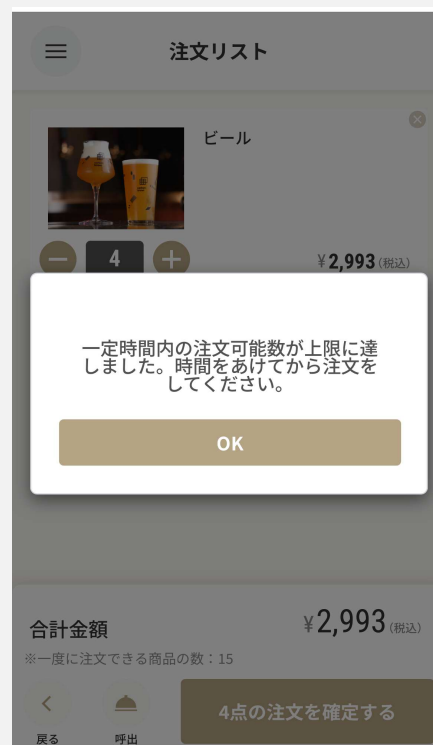 注文リスト
ビール
4
¥2,993(税込)
一定時間内の注文可能数が上限に達
しました。時間をあけてから注文を
してください。
OK
合計金額
¥2,993(税込)
※一度に注文できる商品の数：15
4点の注文を確定する
戻る
呼出